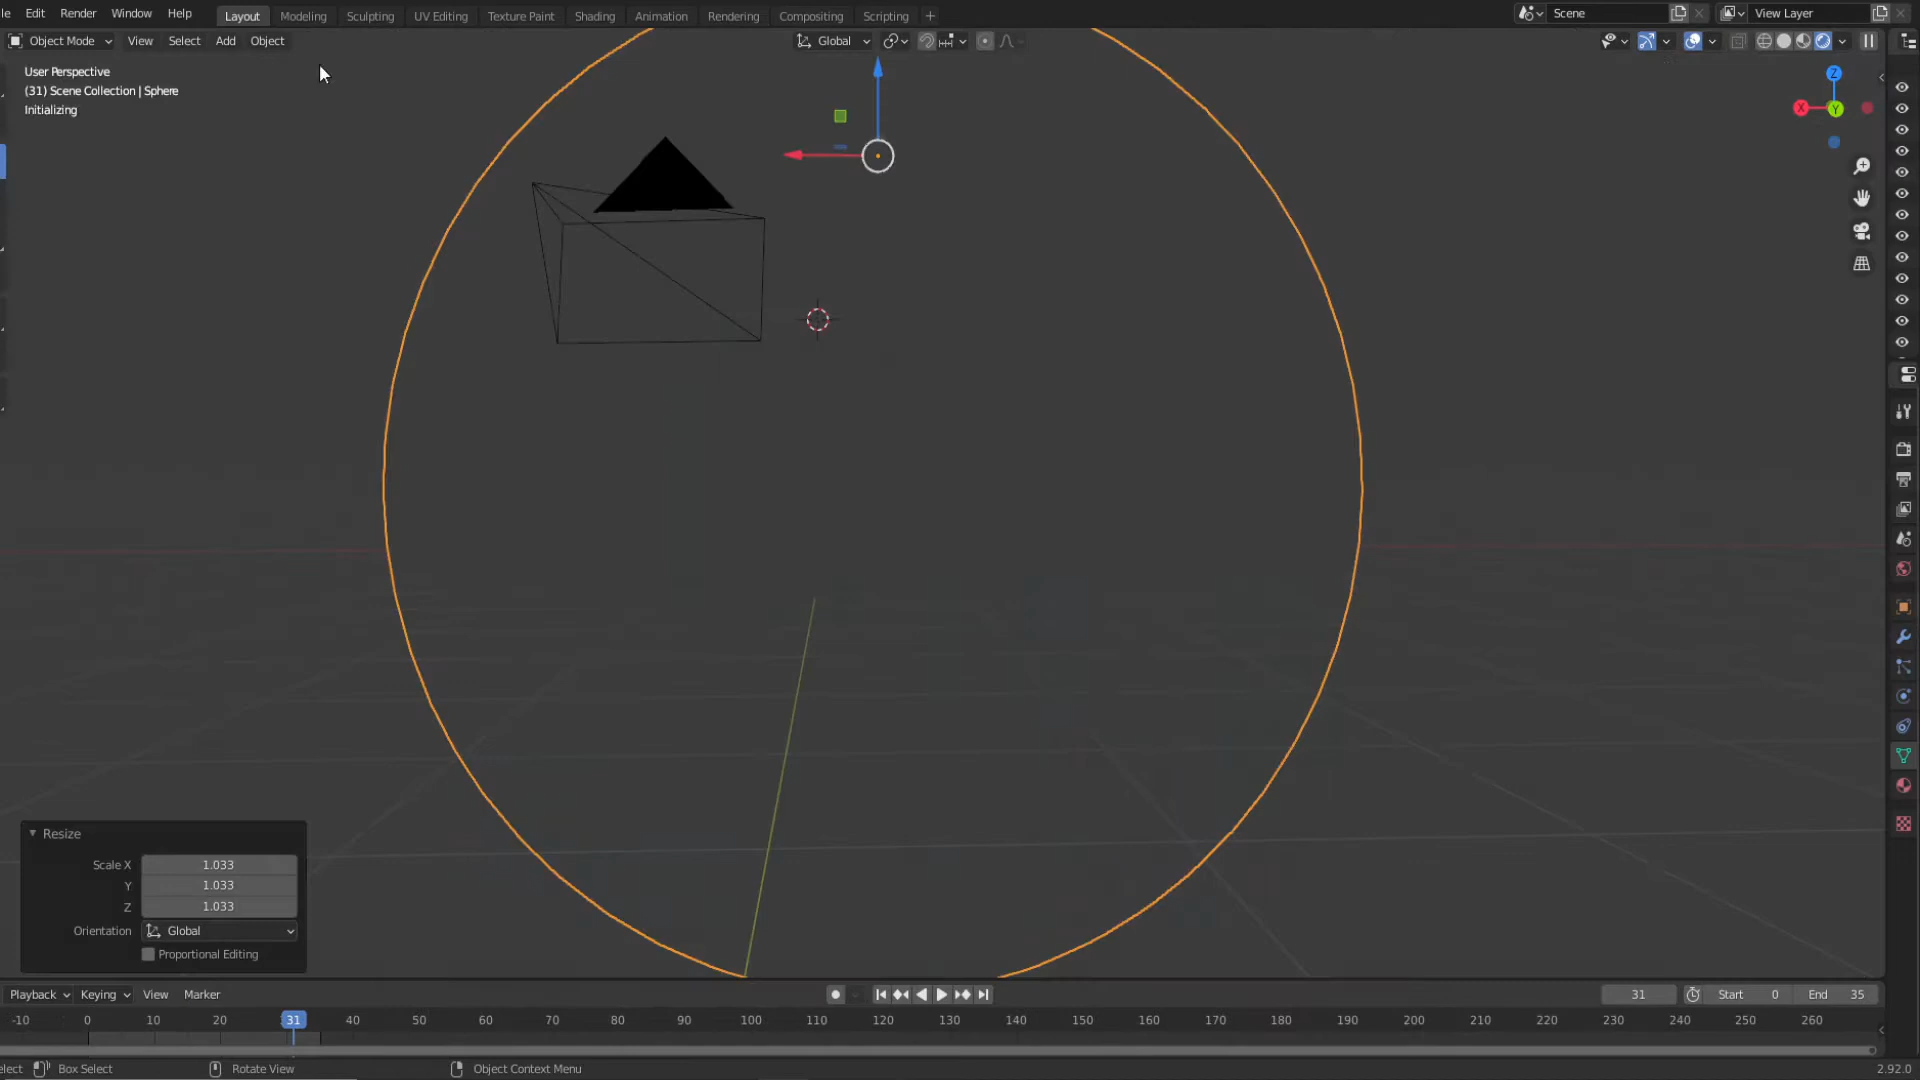 le Edit Render Window Help Layout Modeling Sculpting UV Editing Texture Paint Shading Animation Rendering Compositing Scripting + Scene View Layer
Object Mode View Select Add Object Global
User Perspective
(31) Scene Collection | Sphere
Initializing
Z
X Y
Resize
Scale X 1.033
Y 1.033
Z 1.033
Orientation Global
Proportional Editing
Playback Keying View Marker 31 Start 0 End 35
-10 0 10 20 31 40 50 60 70 80 90 100 110 120 130 140 150 160 170 180 190 200 210 220 230 240 250 260
elect Box Select Rotate View Object Context Menu 2.92.0